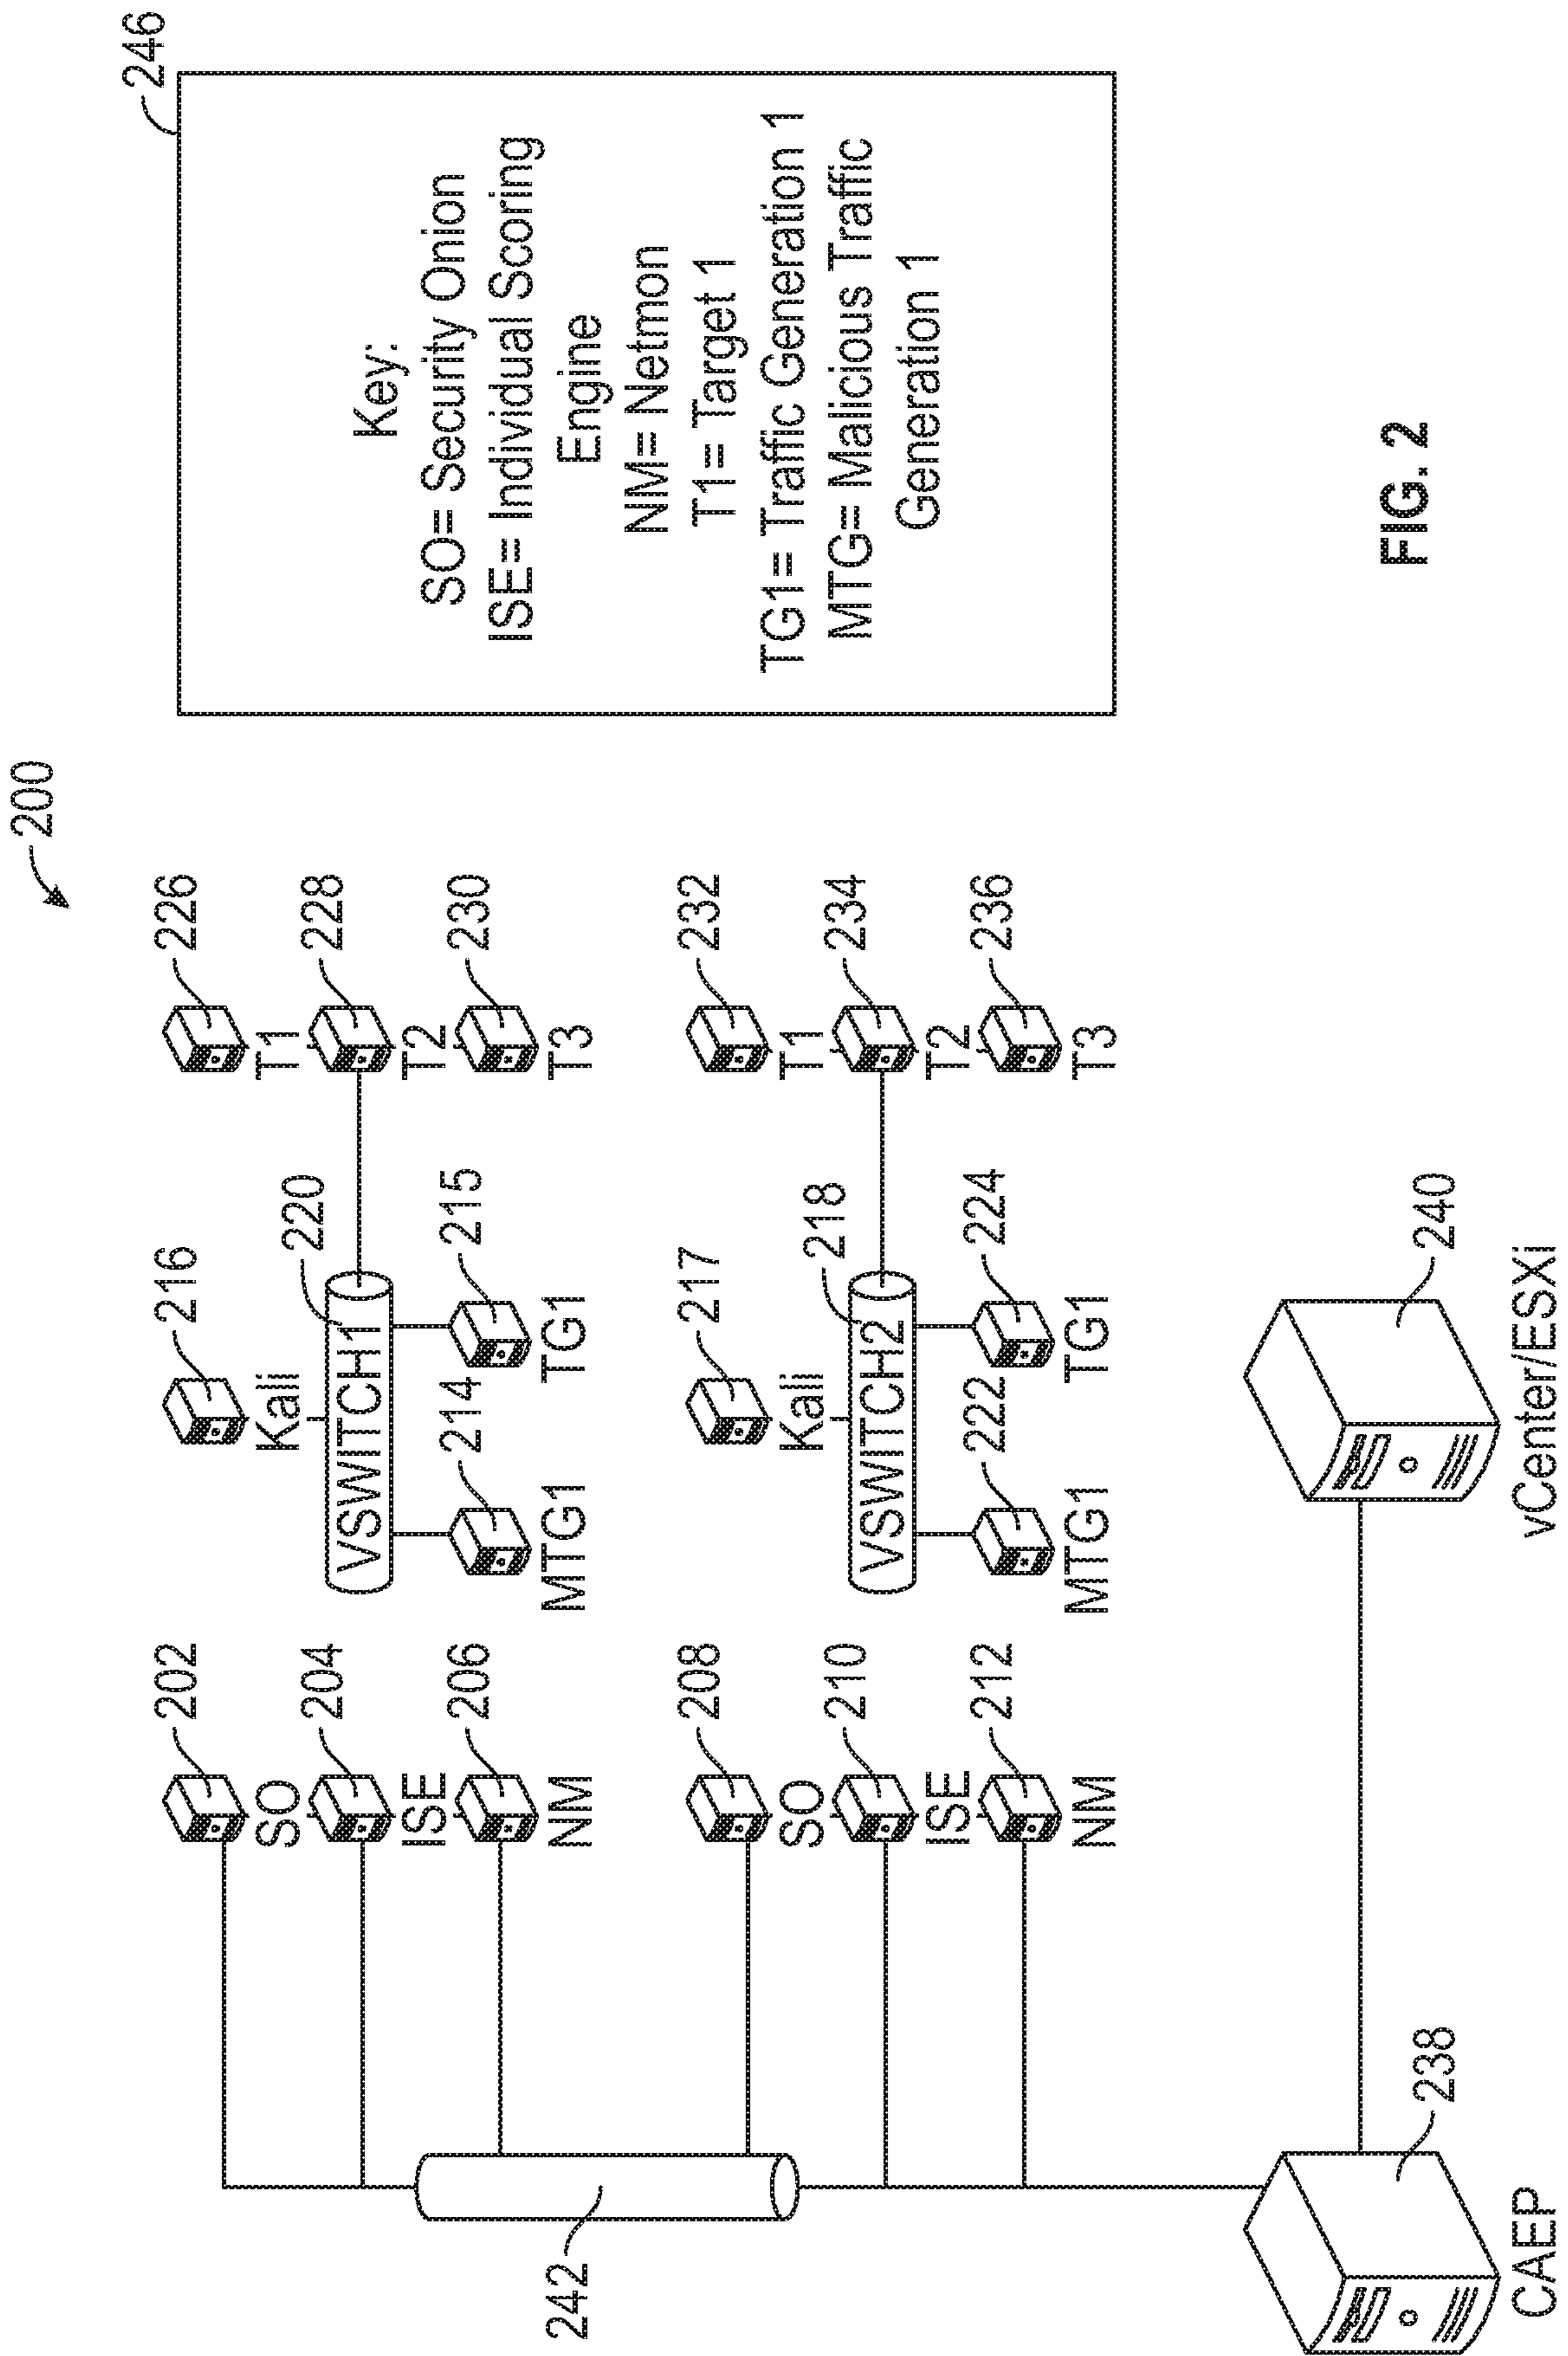 200
202
SO
204
ISE
206
NM
216
Kali
220
VSWITCH1
214
MTG1
215
TG1
226
T1
228
T2
230
T3
242
208
SO
210
ISE
212
NM
217
Kali
218
VSWITCH2
222
MTG1
224
TG1
232
T1
234
T2
236
T3
238
CAEP
240
vCenter/ESXi
246
Key:
SO= Security Onion
ISE= Individual Scoring
Engine
NM= Netmon
T1= Target 1
TG1= Traffic Generation 1
MTG= Malicious Traffic
Generation 1
FIG. 2